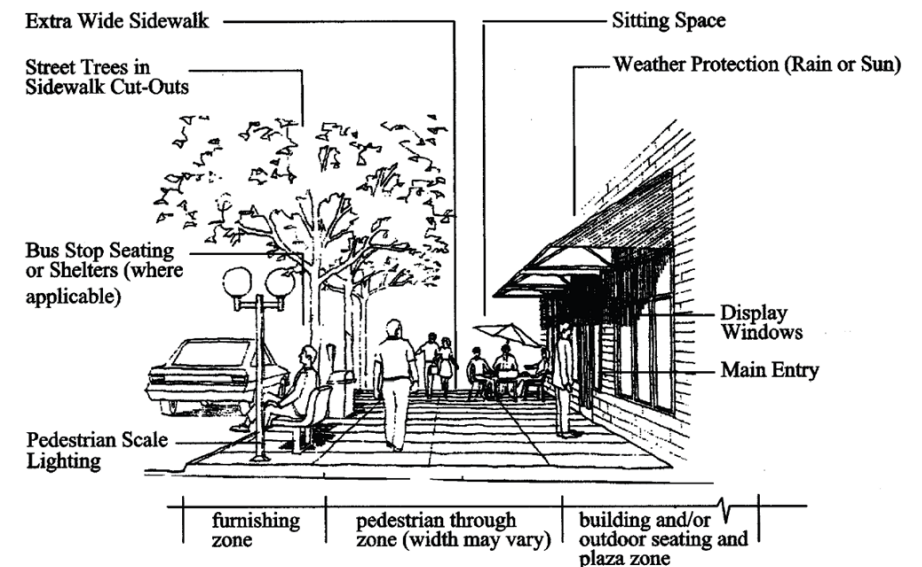 Extra Wide Sidewalk
Sitting Space
Street Trees in
Sidewalk Cut-Outs
Weather Protection (Rain or Sun)
Bus Stop Seating
or Shelters (where
applicable)
Display
Windows
Main Entry
Pedestrian Scale
Lighting
furnishing
zone
pedestrian through
zone (width may vary)
building and/or
outdoor seating and
plaza zone